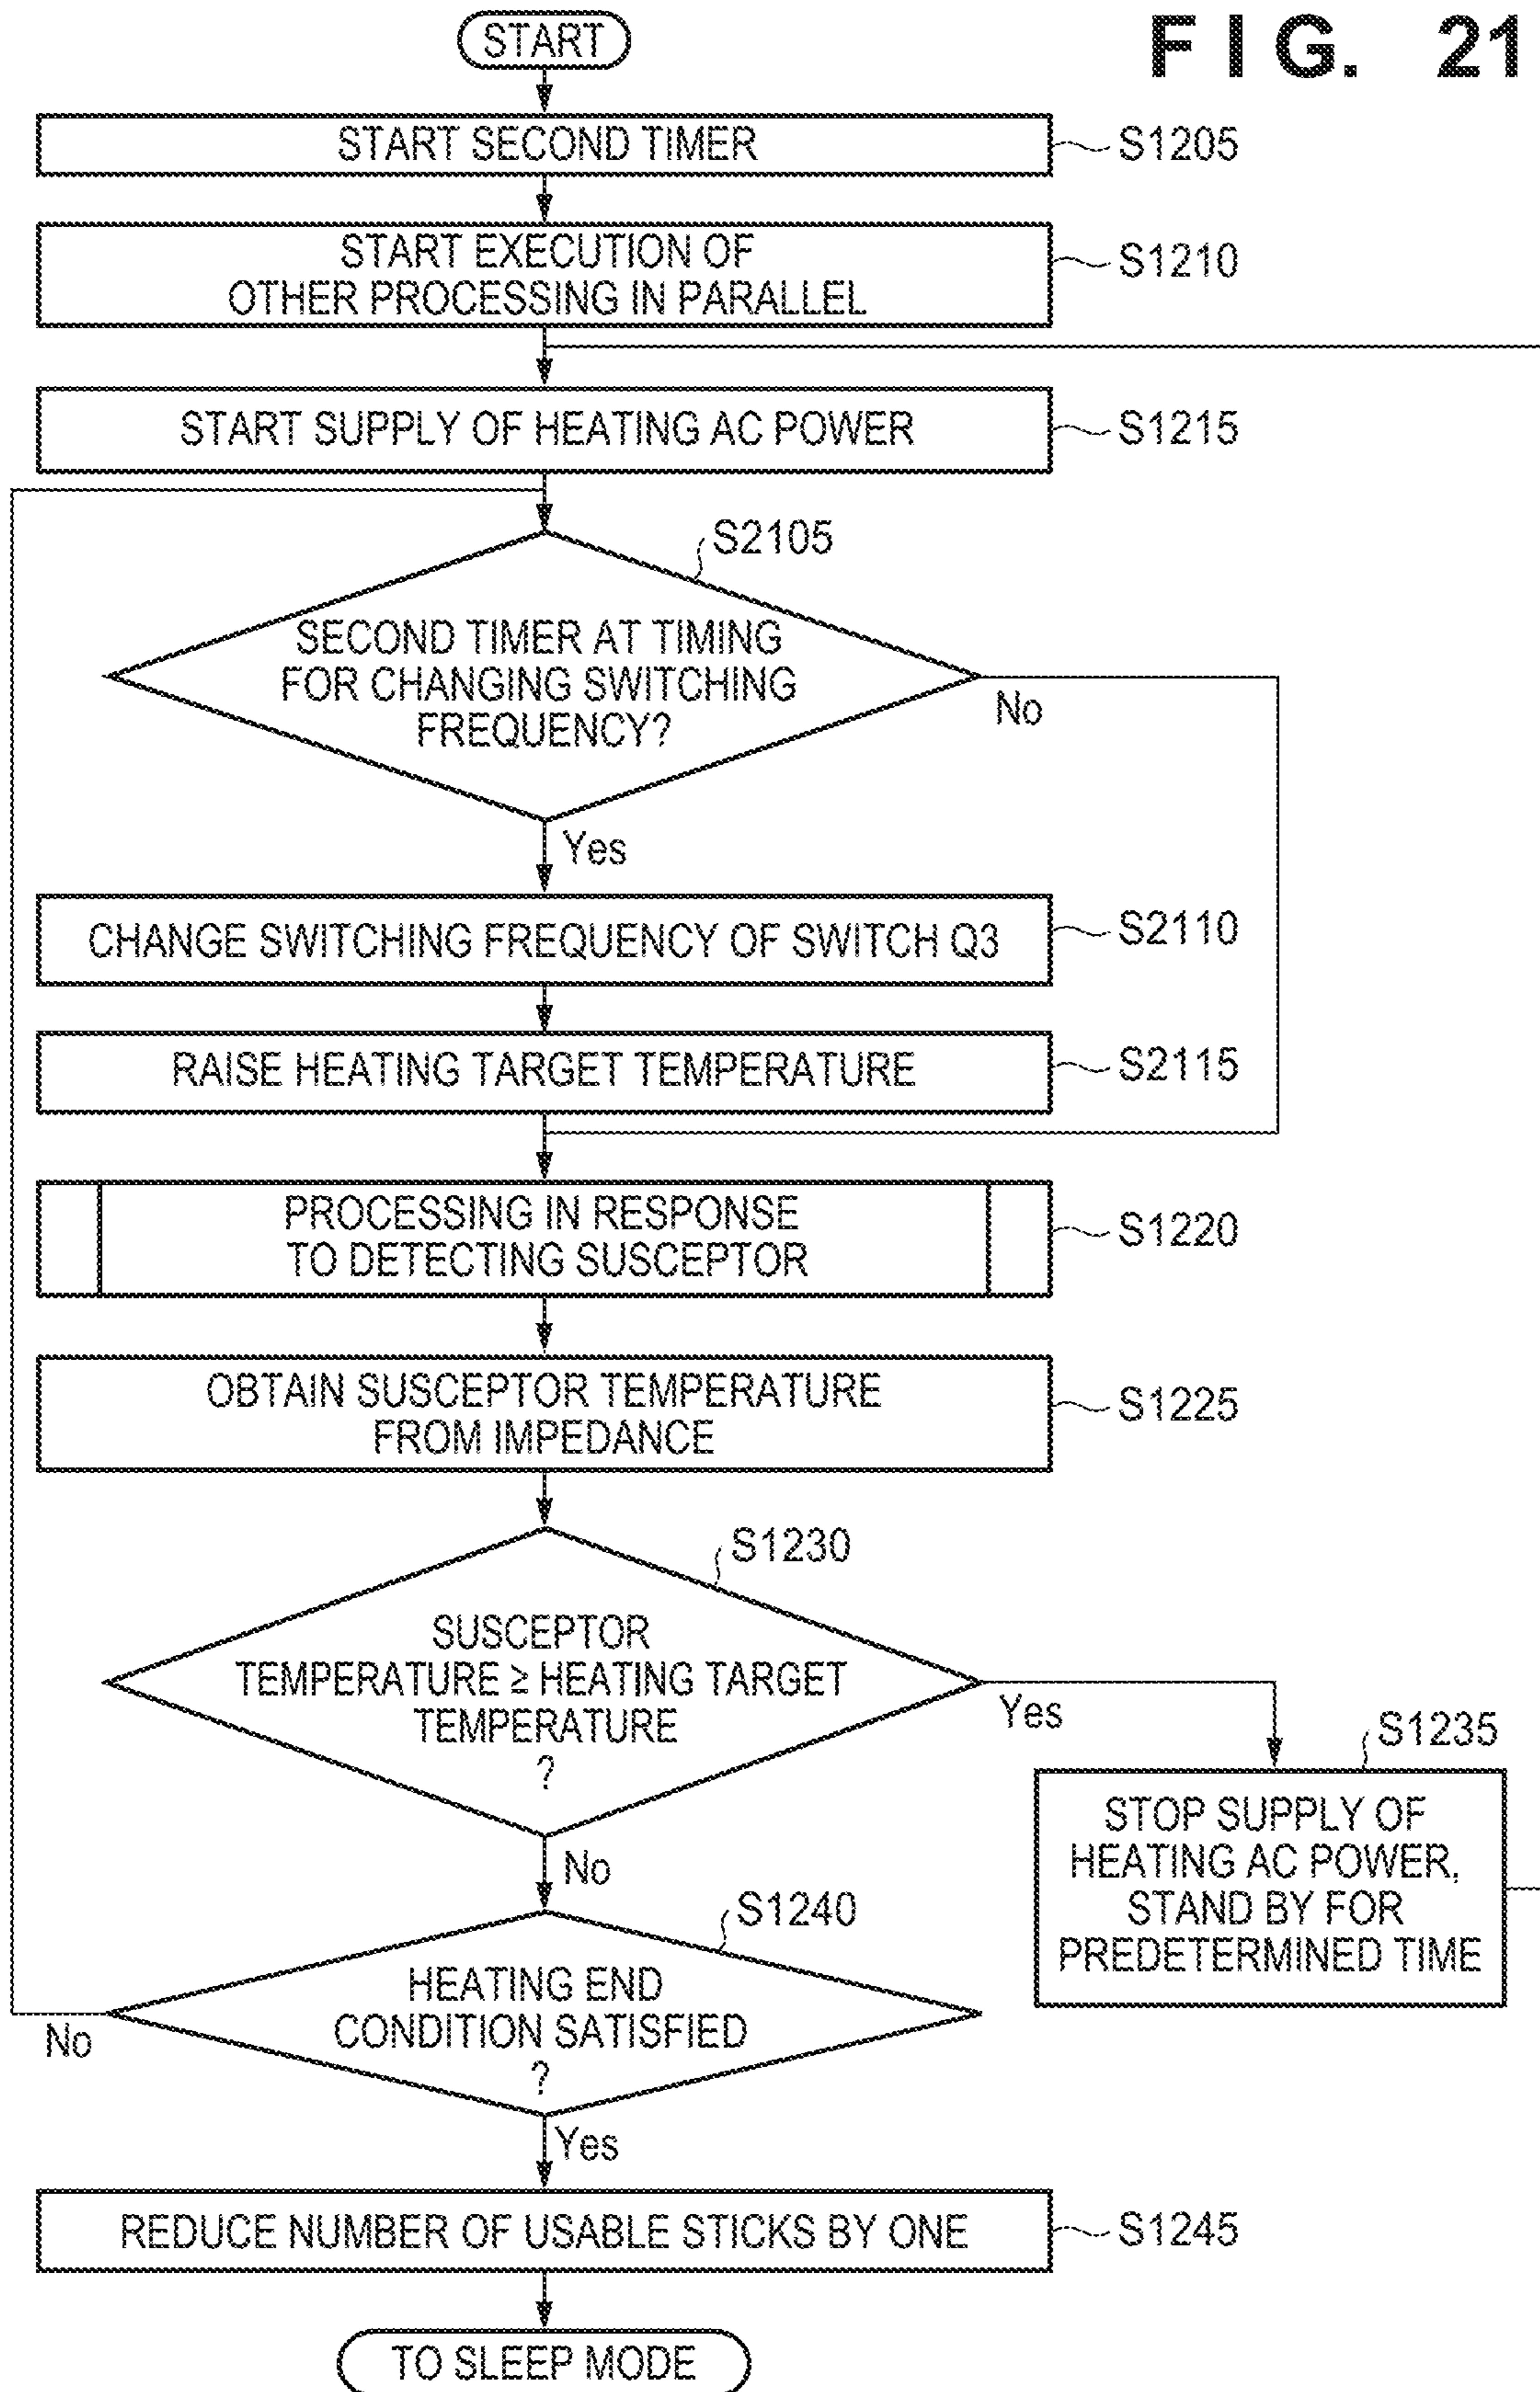 FIG. 21
START
START SECOND TIMER
S1205
START EXECUTION OF
OTHER PROCESSING IN PARALLEL
S1210
START SUPPLY OF HEATING AC POWER
S1215
S2105
SECOND TIMER AT TIMING
FOR CHANGING SWITCHING
FREQUENCY?
No
Yes
CHANGE SWITCHING FREQUENCY OF SWITCH Q3
S2110
RAISE HEATING TARGET TEMPERATURE
S2115
PROCESSING IN RESPONSE
TO DETECTING SUSCEPTOR
S1220
OBTAIN SUSCEPTOR TEMPERATURE
FROM IMPEDANCE
S1225
S1230
SUSCEPTOR
TEMPERATURE ≥ HEATING TARGET
TEMPERATURE
?
Yes
No
S1235
STOP SUPPLY OF
HEATING AC POWER,
STAND BY FOR
PREDETERMINED TIME
S1240
HEATING END
CONDITION SATISFIED
?
No
Yes
REDUCE NUMBER OF USABLE STICKS BY ONE
S1245
TO SLEEP MODE